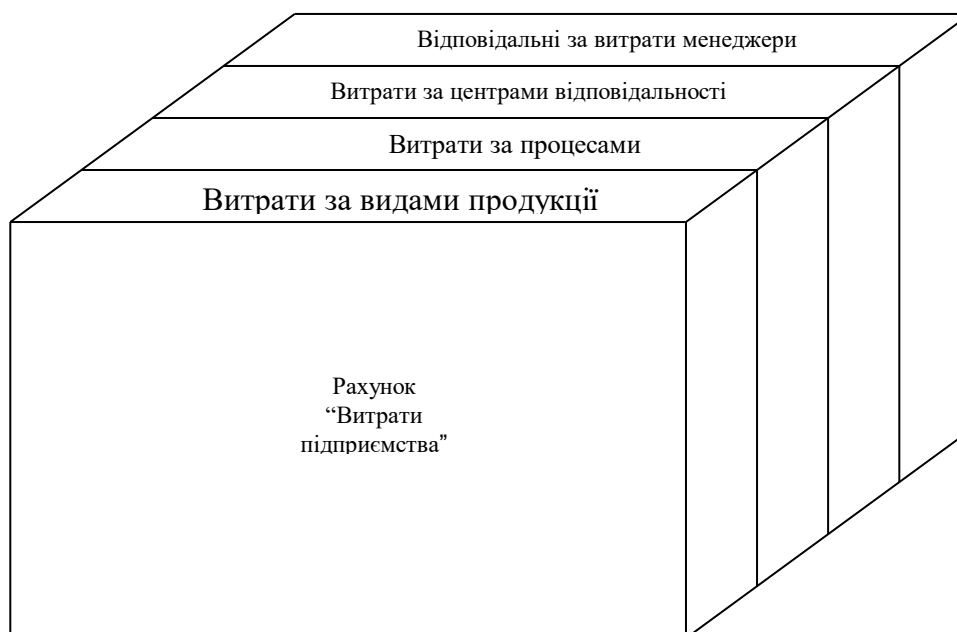 Відповідальні за витрати менеджери
Витрати за центрами відповідальності
Витрати за процесами
Витрати за видами продукції
Рахунок
“Витрати
підприємства”